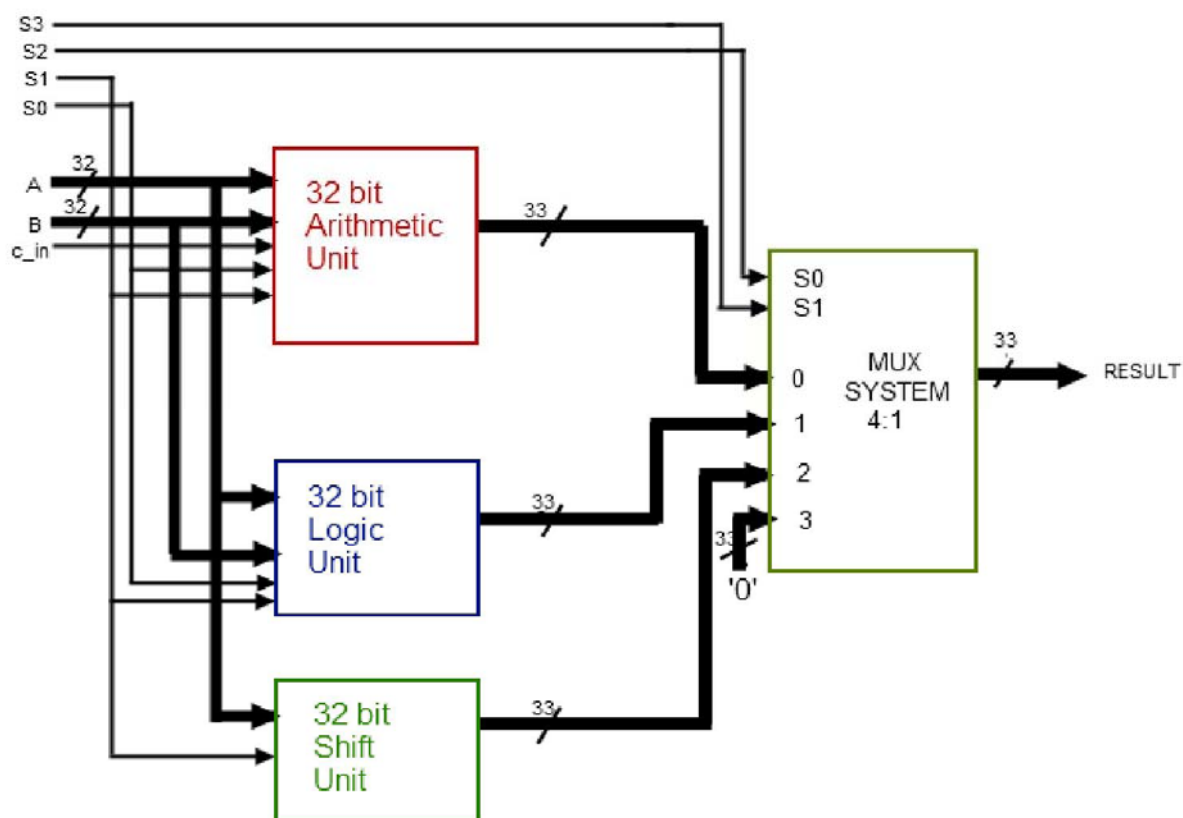 S3
S2
S1
S0
A
32
B
32
c_in
32 bit
Arithmetic
Unit
33
32 bit
Logic
Unit
33
32 bit
Shift
Unit
33
S0
S1
0
1
2
3
33
'0'
MUX
SYSTEM
4:1
33
RESULT